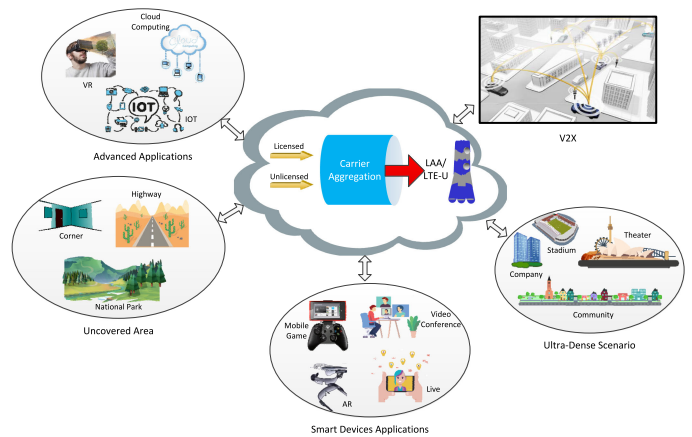 Cloud
Computing
VR
IOT
IOT
Advanced Applications
V2X
Licensed
Unlicensed
Carrier
Aggregation
LAA/
LTE-U
Highway
Corner
National Park
Uncovered Area
Stadium
Theater
Company
Community
Ultra-Dense Scenario
Mobile
Game
Video
Conference
AR
Live
Smart Devices Applications